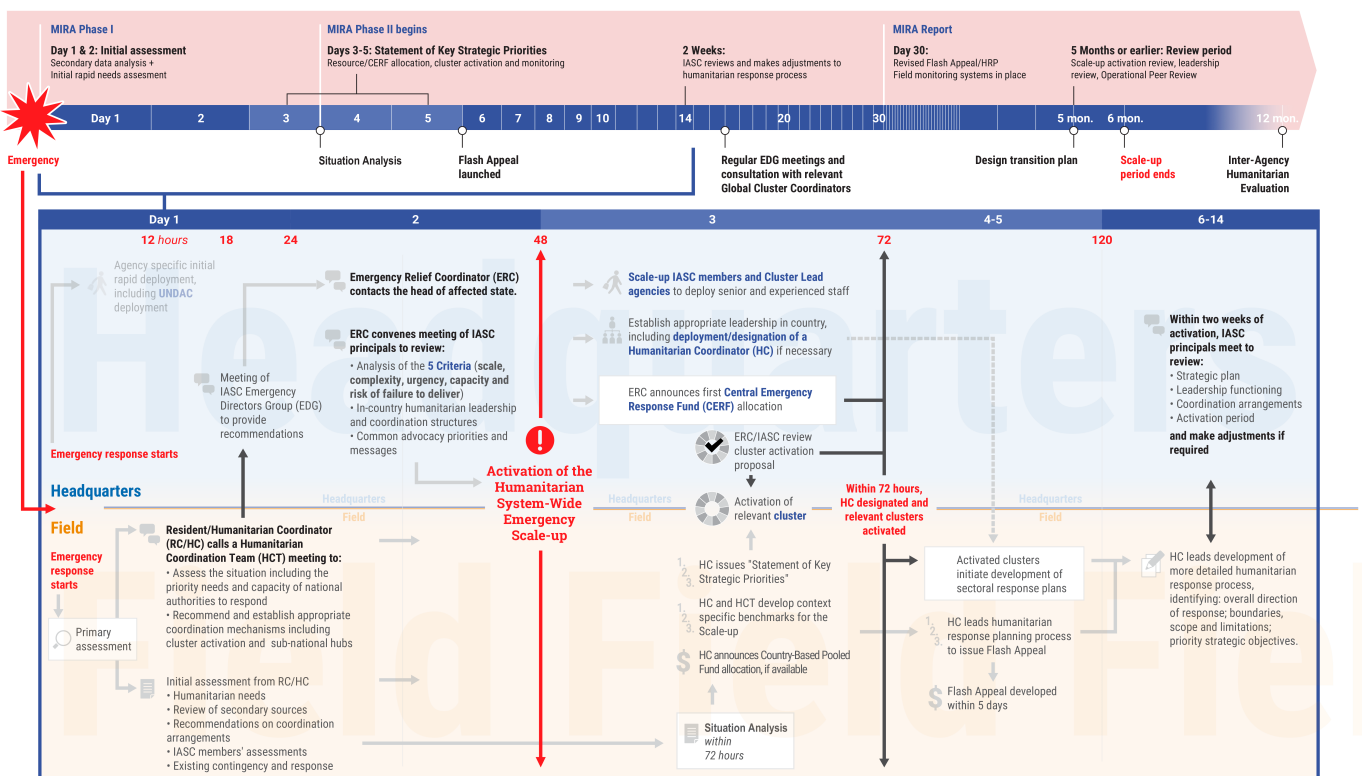 MIRA Phase I
Day 1 & 2: Initial assessment
Secondary data analysis +
Initial rapid needs assesment
MIRA Phase II begins
Days 3-5: Statement of Key Strategic Priorities
Resource/CERF allocation, cluster activation and monitoring
2 Weeks:
IASC reviews and makes adjustments to
humanitarian response process
MIRA Report
Day 30:
Revised Flash Appeal/HRP
Field monitoring systems in place
5 Months or earlier: Review period
Scale-up activation review, leadership
review, Operational Peer Review
Day 1 2 3 4 5 6 7 8 9 10 14 20 30 5 mon. 6 mon. 12 mon.
Emergency
Situation Analysis
Flash Appeal
launched
Regular EDG meetings and
consultation with relevant
Global Cluster Coordinators
Design transition plan
Scale-up
period ends
Inter-Agency
Humanitarian
Evaluation
Day 1 2 3 4-5 6-14
12 hours 18 24 48 72 120
Headquarters
Agency specific initial
rapid deployment,
including UNDAC
deployment
Emergency response starts
Meeting of
IASC Emergency
Directors Group (EDG)
to provide
recommendations
Emergency Relief Coordinator (ERC)
contacts the head of affected state.
ERC convenes meeting of IASC
principals to review:
• Analysis of the 5 Criteria (scale,
complexity, urgency, capacity and
risk of failure to deliver)
• In-country humanitarian leadership
and coordination structures
• Common advocacy priorities and
messages
Activation of the
Humanitarian
System-Wide
Emergency
Scale-up
Scale-up IASC members and Cluster Lead
agencies to deploy senior and experienced staff
Establish appropriate leadership in country,
including deployment/designation of a
Humanitarian Coordinator (HC) if necessary
ERC announces first Central Emergency
Response Fund (CERF) allocation
ERC/IASC review
cluster activation
proposal
Activation of
relevant cluster
Within 72 hours,
HC designated and
relevant clusters
activated
Within two weeks of
activation, IASC
principals meet to
review:
• Strategic plan
• Leadership functioning
• Coordination arrangements
• Activation period
and make adjustments if
required
Headquarters
Field
Headquarters
Field
Headquarters
Field
Headquarters
Field
Field Field Fie
Emergency
response
starts
Primary
assessment
Resident/Humanitarian Coordinator
(RC/HC) calls a Humanitarian
Coordination Team (HCT) meeting to:
• Assess the situation including the
priority needs and capacity of national
authorities to respond
• Recommend and establish appropriate
coordination mechanisms including
cluster activation and sub-national hubs
Initial assessment from RC/HC
• Humanitarian needs
• Review of secondary sources
• Recommendations on coordination
arrangements
• IASC members' assessments
• Existing contingency and response
1.
2.
3.
HC issues "Statement of Key
Strategic Priorities"
1.
2.
3.
HC and HCT develop context
specific benchmarks for the
Scale-up
$
HC announces Country-Based Pooled
Fund allocation, if available
Situation Analysis
within
72 hours
Activated clusters
initiate development of
sectoral response plans
1.
2.
3.
HC leads humanitarian
response planning process
to issue Flash Appeal
$
Flash Appeal developed
within 5 days
HC leads development of
more detailed humanitarian
response process,
identifying: overall direction
of response; boundaries,
scope and limitations;
priority strategic objectives.